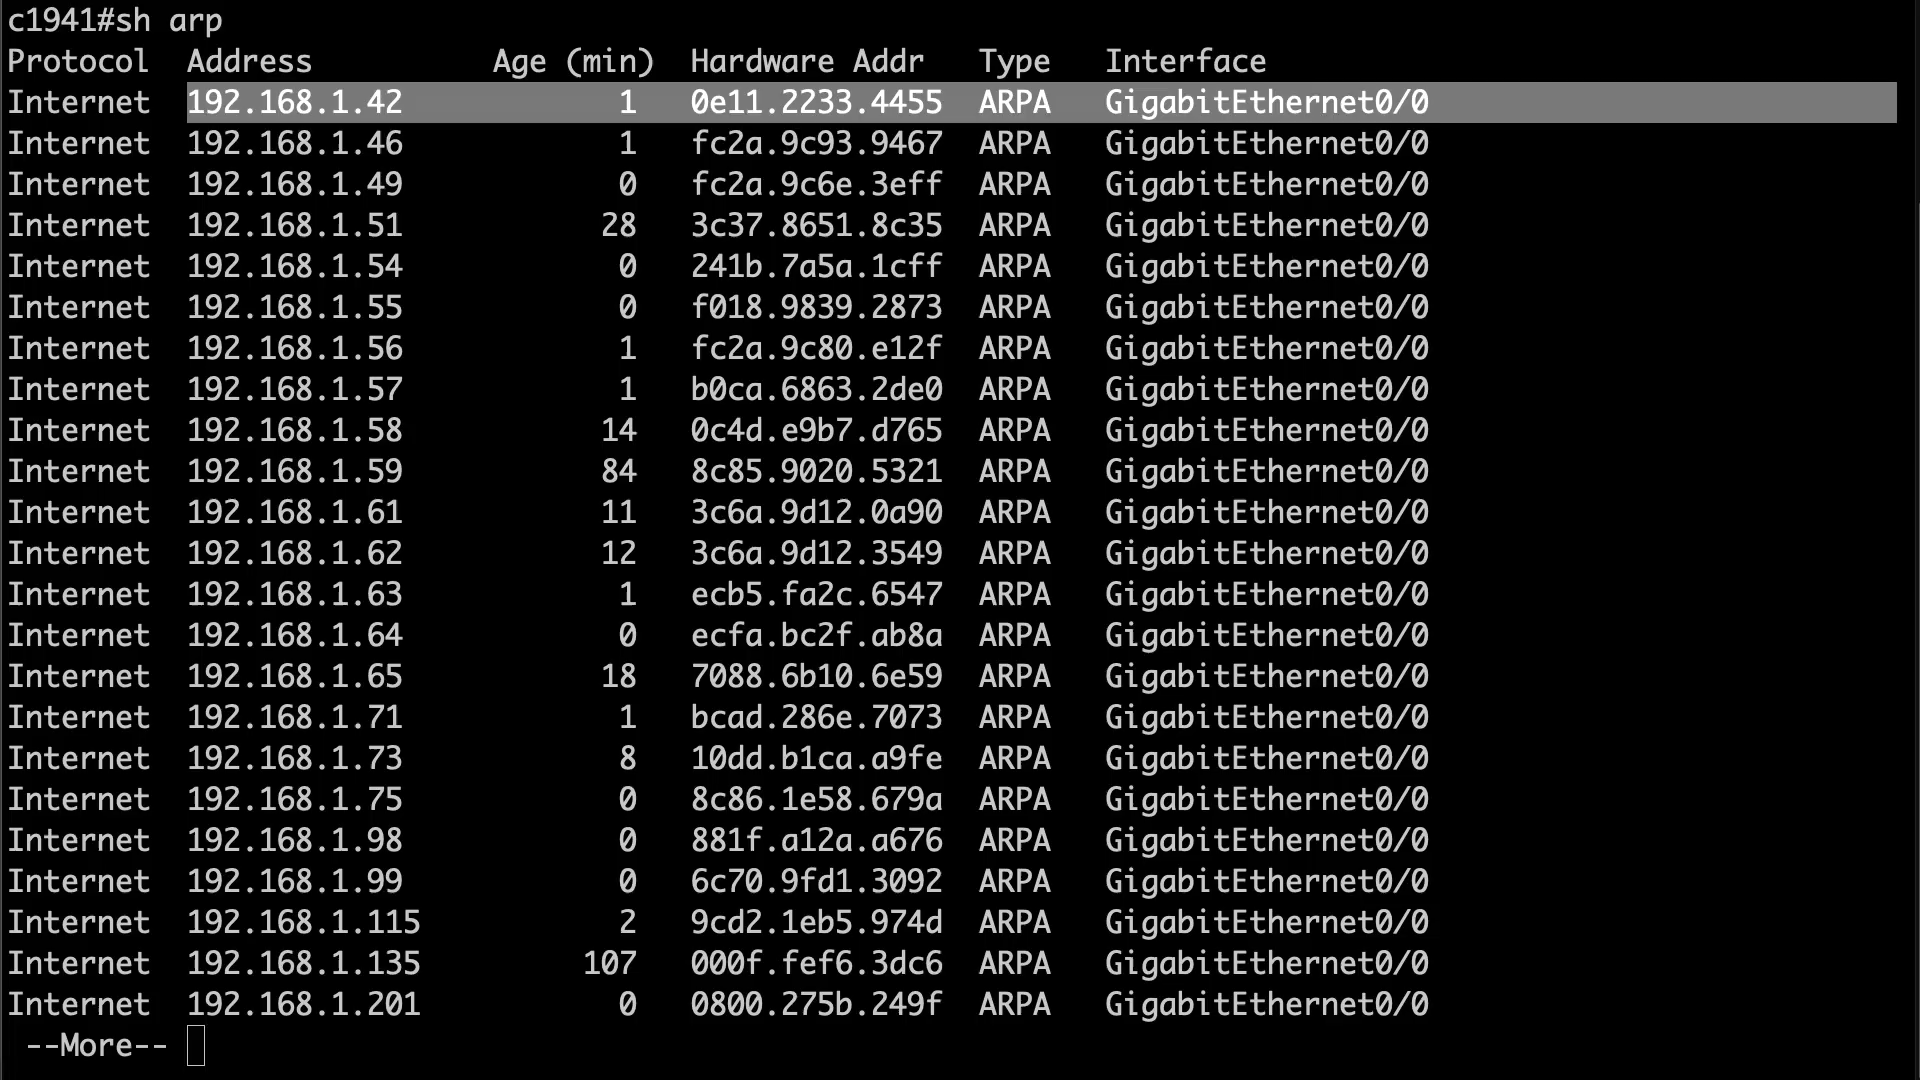 c1941#sh arp
Protocol  Address          Age (min)  Hardware Addr   Type   Interface
Internet  192.168.1.42            1   0e11.2233.4455  ARPA   GigabitEthernet0/0
Internet  192.168.1.46            1   fc2a.9c93.9467  ARPA   GigabitEthernet0/0
Internet  192.168.1.49            0   fc2a.9c6e.3eff  ARPA   GigabitEthernet0/0
Internet  192.168.1.51           28   3c37.8651.8c35  ARPA   GigabitEthernet0/0
Internet  192.168.1.54            0   241b.7a5a.1cff  ARPA   GigabitEthernet0/0
Internet  192.168.1.55            0   f018.9839.2873  ARPA   GigabitEthernet0/0
Internet  192.168.1.56            1   fc2a.9c80.e12f  ARPA   GigabitEthernet0/0
Internet  192.168.1.57            1   b0ca.6863.2de0  ARPA   GigabitEthernet0/0
Internet  192.168.1.58           14   0c4d.e9b7.d765  ARPA   GigabitEthernet0/0
Internet  192.168.1.59           84   8c85.9020.5321  ARPA   GigabitEthernet0/0
Internet  192.168.1.61           11   3c6a.9d12.0a90  ARPA   GigabitEthernet0/0
Internet  192.168.1.62           12   3c6a.9d12.3549  ARPA   GigabitEthernet0/0
Internet  192.168.1.63            1   ecb5.fa2c.6547  ARPA   GigabitEthernet0/0
Internet  192.168.1.64            0   ecfa.bc2f.ab8a  ARPA   GigabitEthernet0/0
Internet  192.168.1.65           18   7088.6b10.6e59  ARPA   GigabitEthernet0/0
Internet  192.168.1.71            1   bcad.286e.7073  ARPA   GigabitEthernet0/0
Internet  192.168.1.73            8   10dd.b1ca.a9fe  ARPA   GigabitEthernet0/0
Internet  192.168.1.75            0   8c86.1e58.679a  ARPA   GigabitEthernet0/0
Internet  192.168.1.98            0   881f.a12a.a676  ARPA   GigabitEthernet0/0
Internet  192.168.1.99            0   6c70.9fd1.3092  ARPA   GigabitEthernet0/0
Internet  192.168.1.115           2   9cd2.1eb5.974d  ARPA   GigabitEthernet0/0
Internet  192.168.1.135         107   000f.fef6.3dc6  ARPA   GigabitEthernet0/0
Internet  192.168.1.201           0   0800.275b.249f  ARPA   GigabitEthernet0/0
 --More--